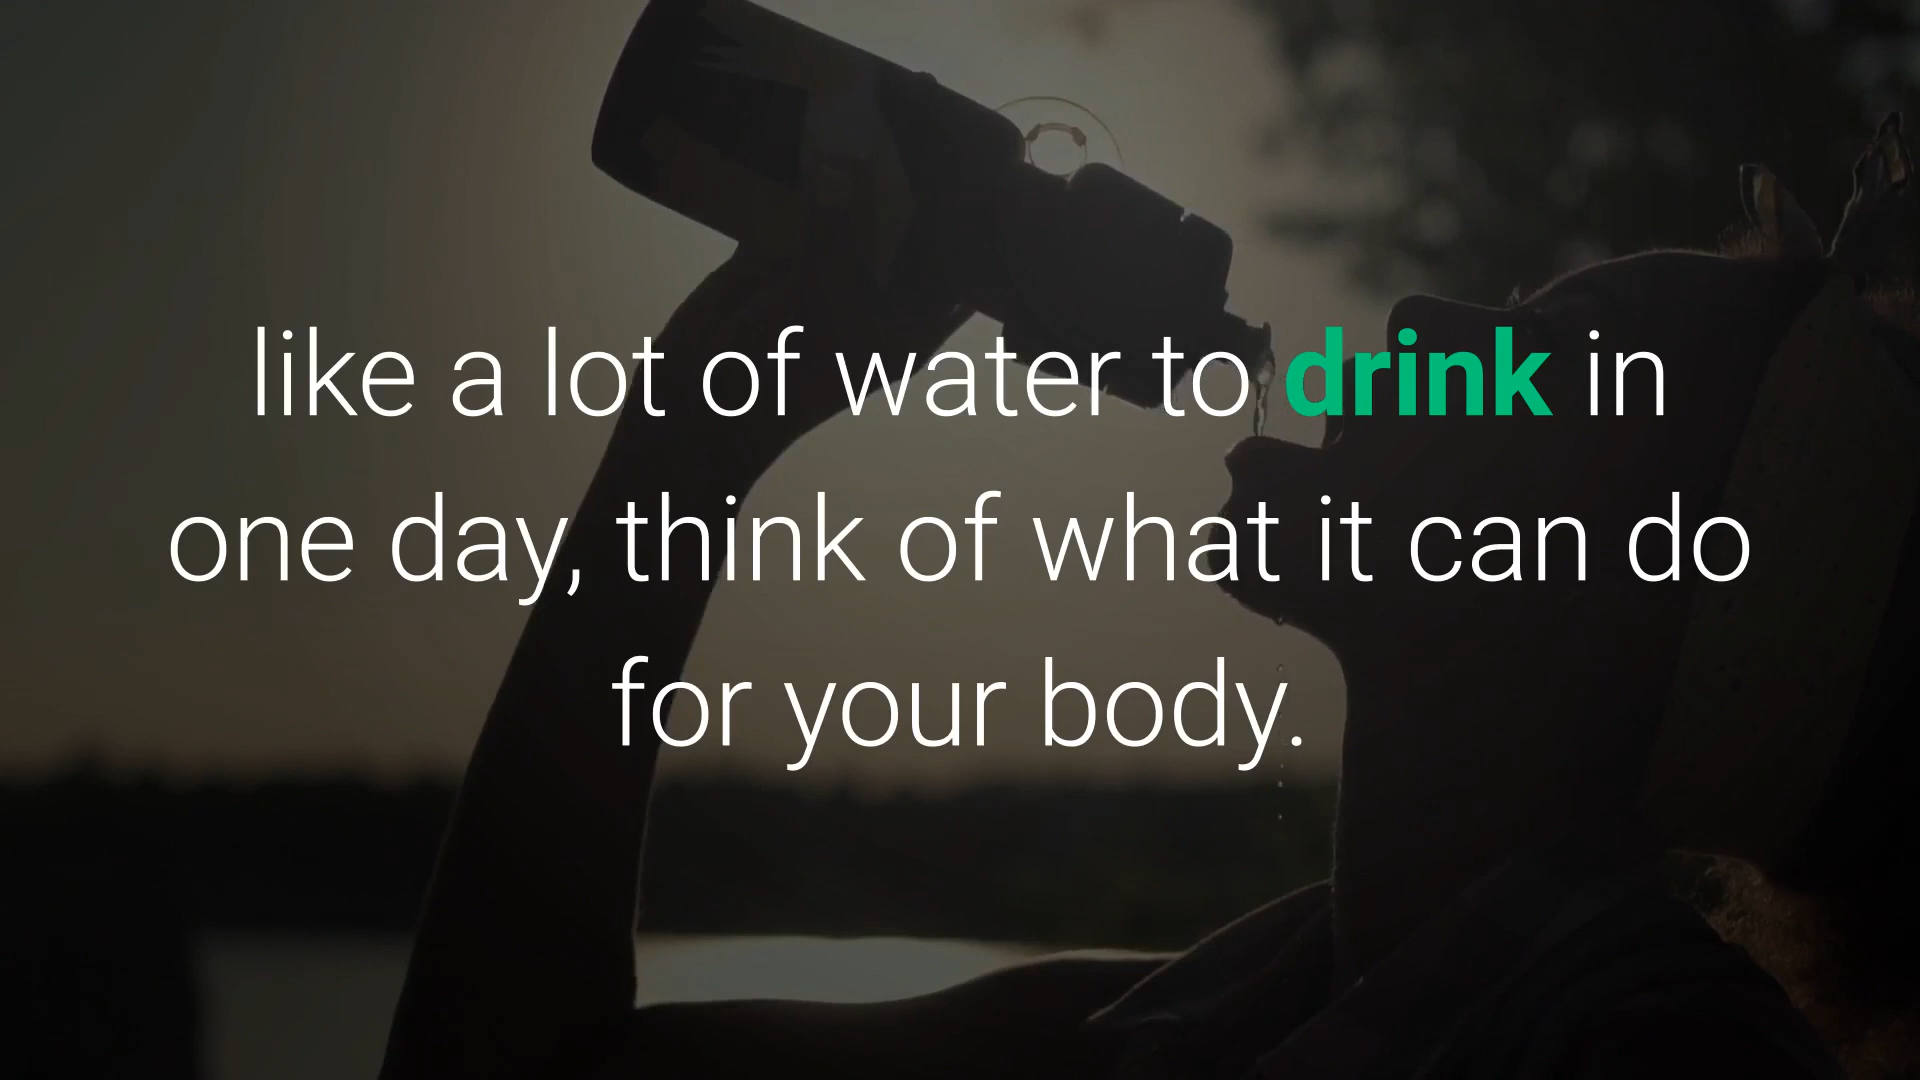 like a lot of water to drink in
one day, think of what it can do
for your body.